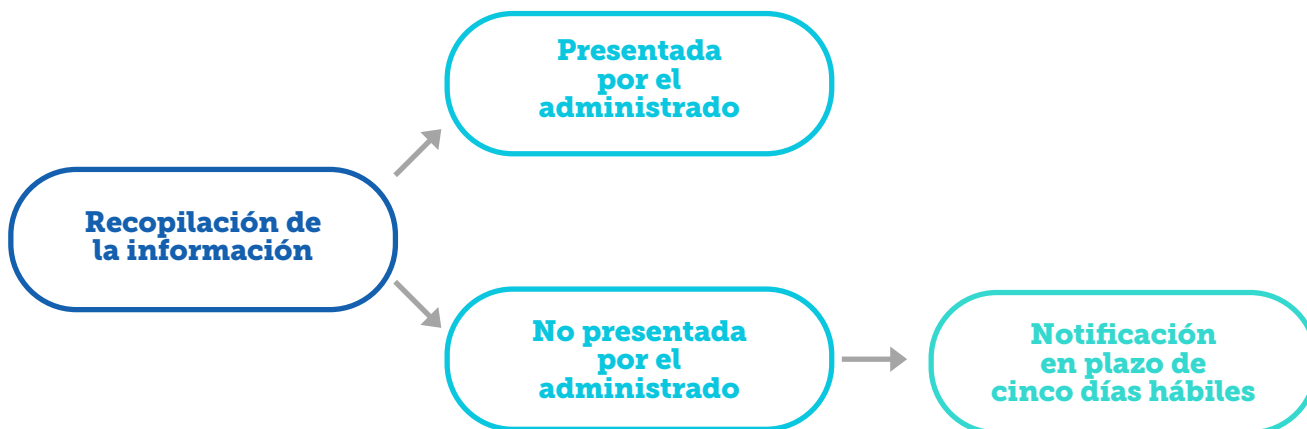 Presentada
por el
administrado
Recopilación de
la información
No presentada
por el
administrado
Notificación
en plazo de
cinco días hábiles